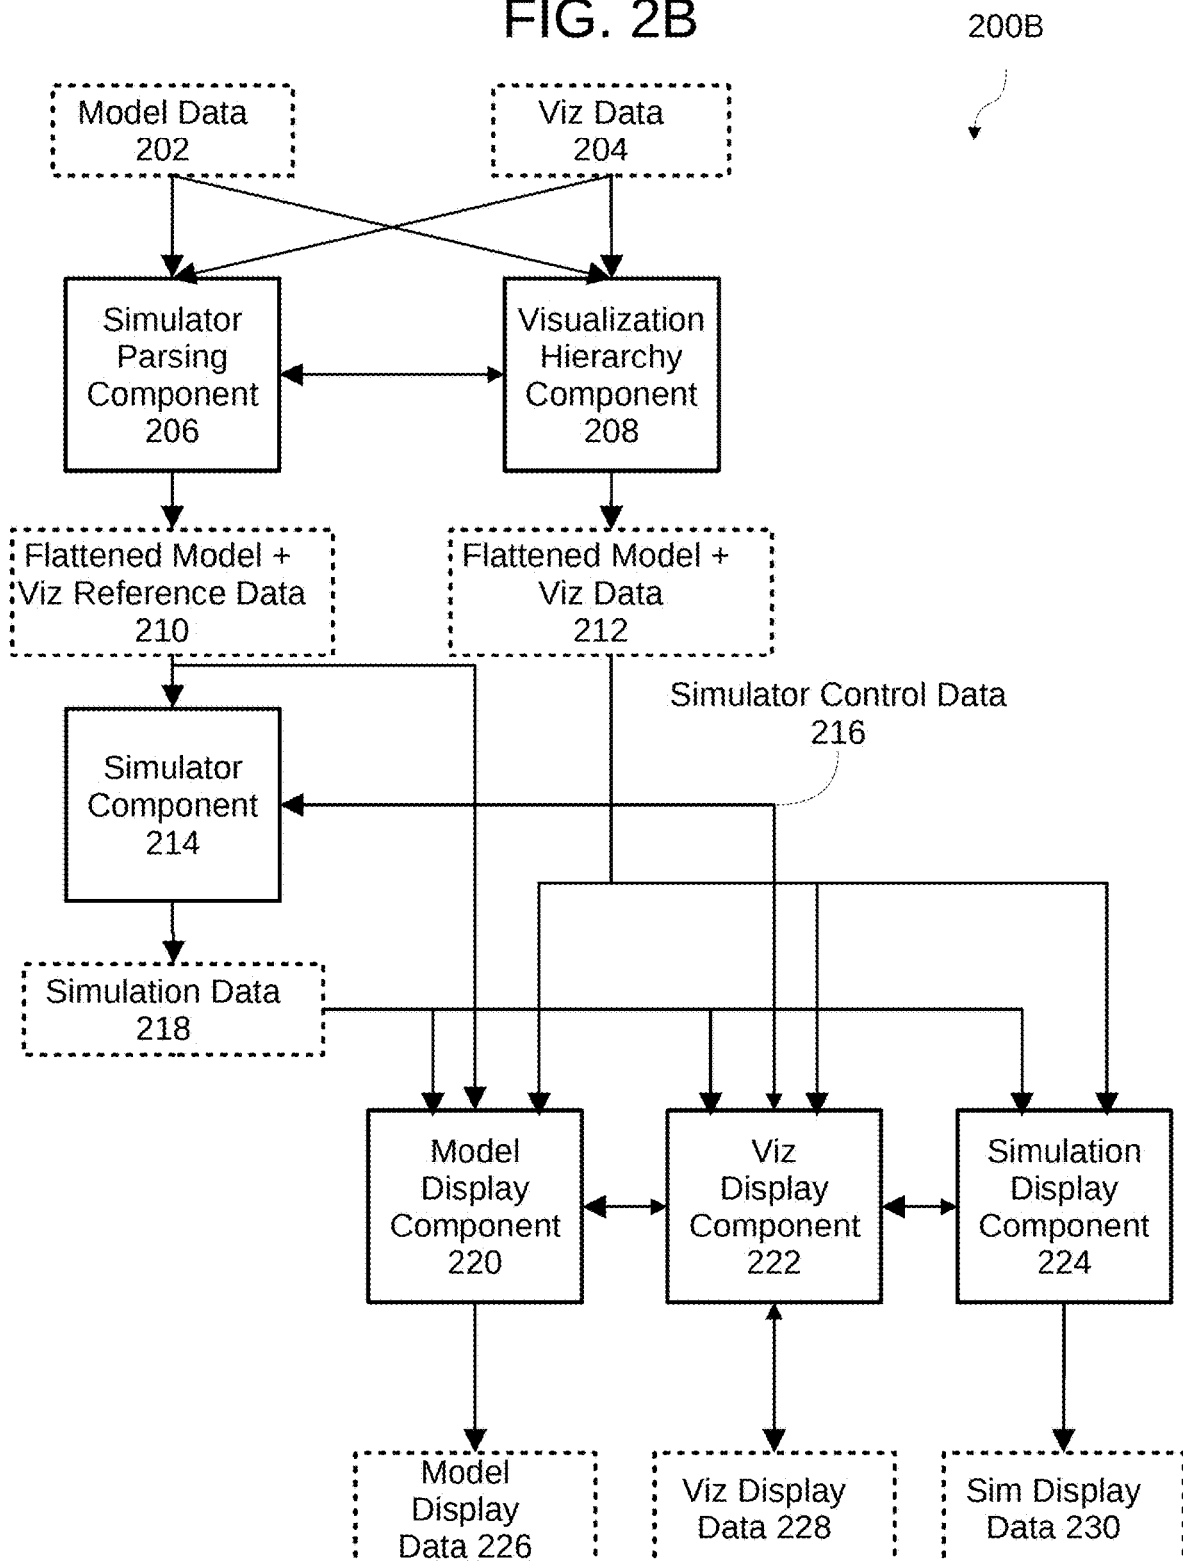 FIG. 2B
200B
Model Data
202
Viz Data
204
Simulator
Parsing
Component
206
Visualization
Hierarchy
Component
208
Flattened Model +
Viz Reference Data
210
Flattened Model +
Viz Data
212
Simulator Control Data
216
Simulator
Component
214
Simulation Data
218
Model
Display
Component
220
Viz
Display
Component
222
Simulation
Display
Component
224
Model
Display
Data 226
Viz Display
Data 228
Sim Display
Data 230